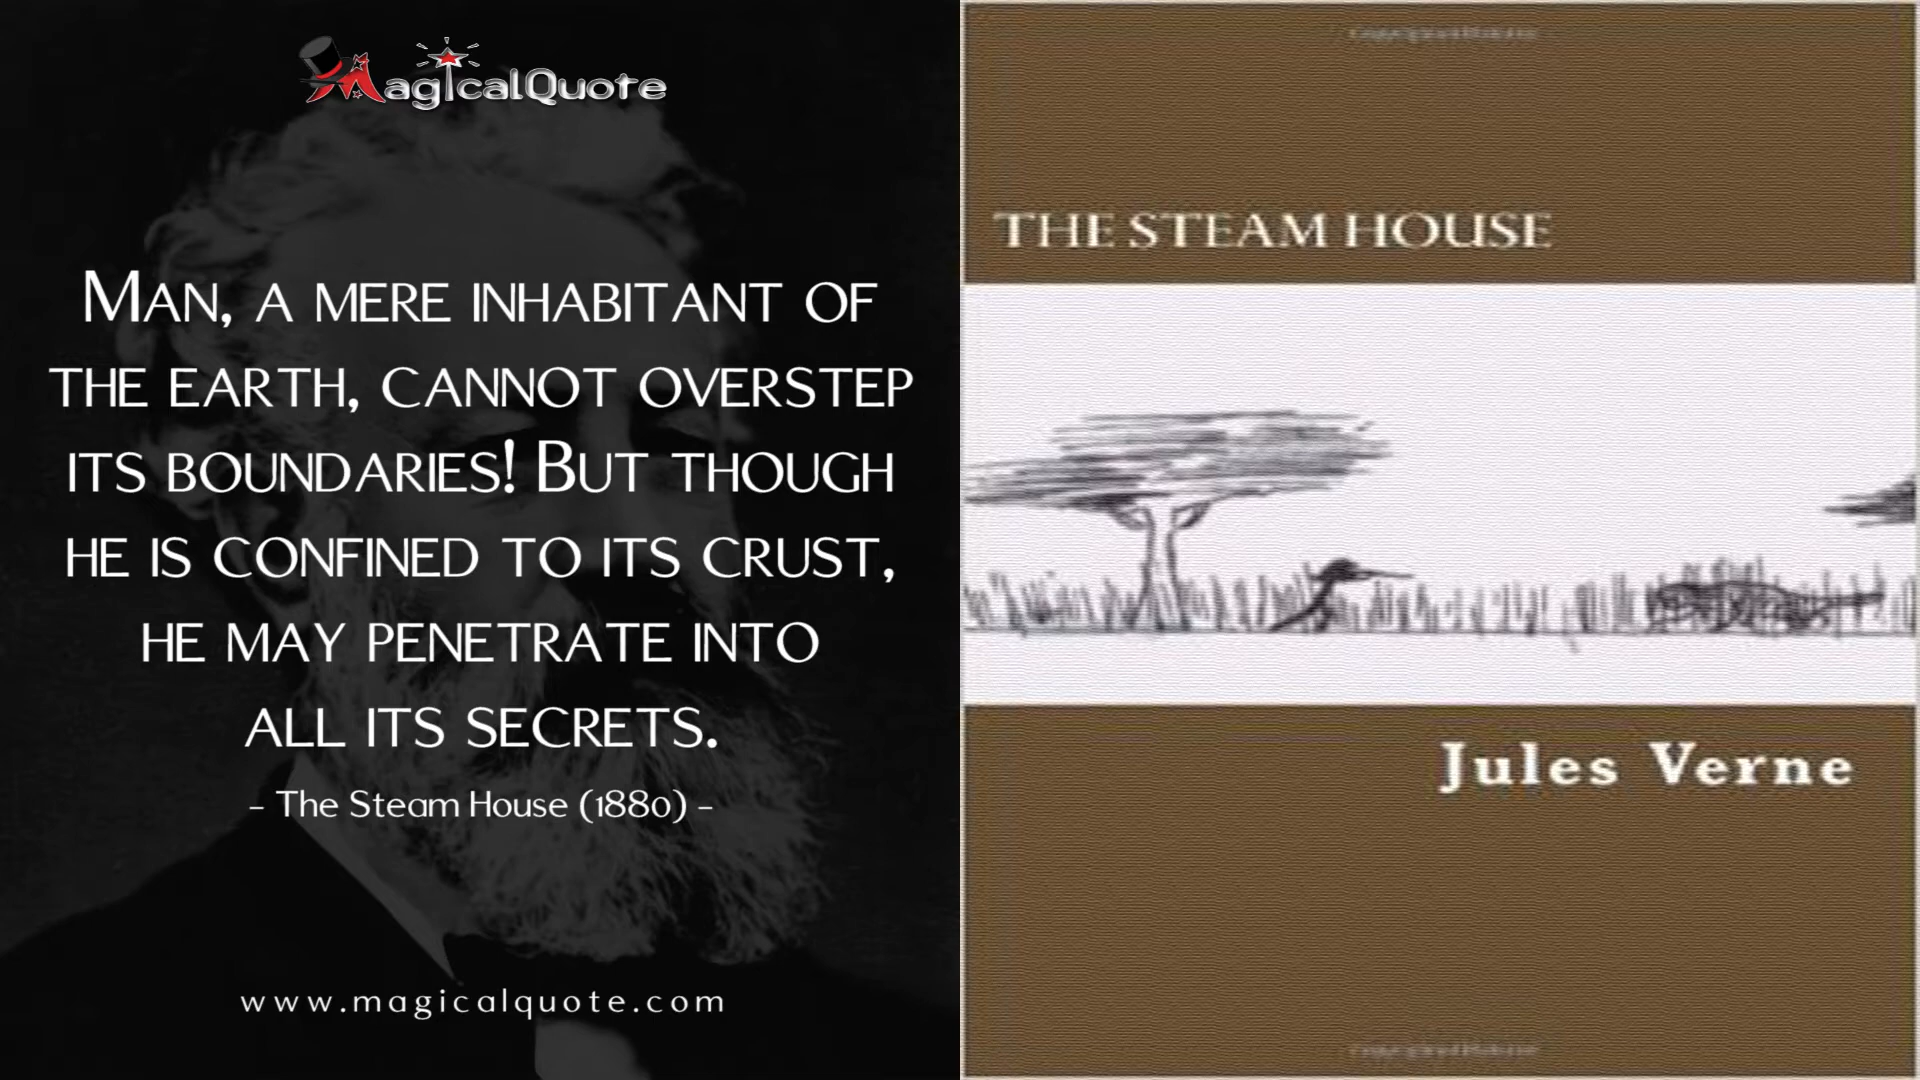 MagicalQuote
Man, a mere inhabitant of
the earth, cannot overstep
its boundaries! But though
he is confined to its crust,
he may penetrate into
all its secrets.
– The Steam House (1880) –
www.magicalquote.com
THE STEAM HOUSE
Jules Verne